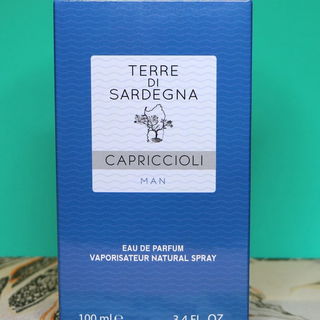 TERRE
DI
SARDEGNA
CAPRICCIOLI
MAN
EAU DE PARFUM
VAPORISATEUR NATURAL SPRAY
100 ml ℮ 3.4 FL. OZ